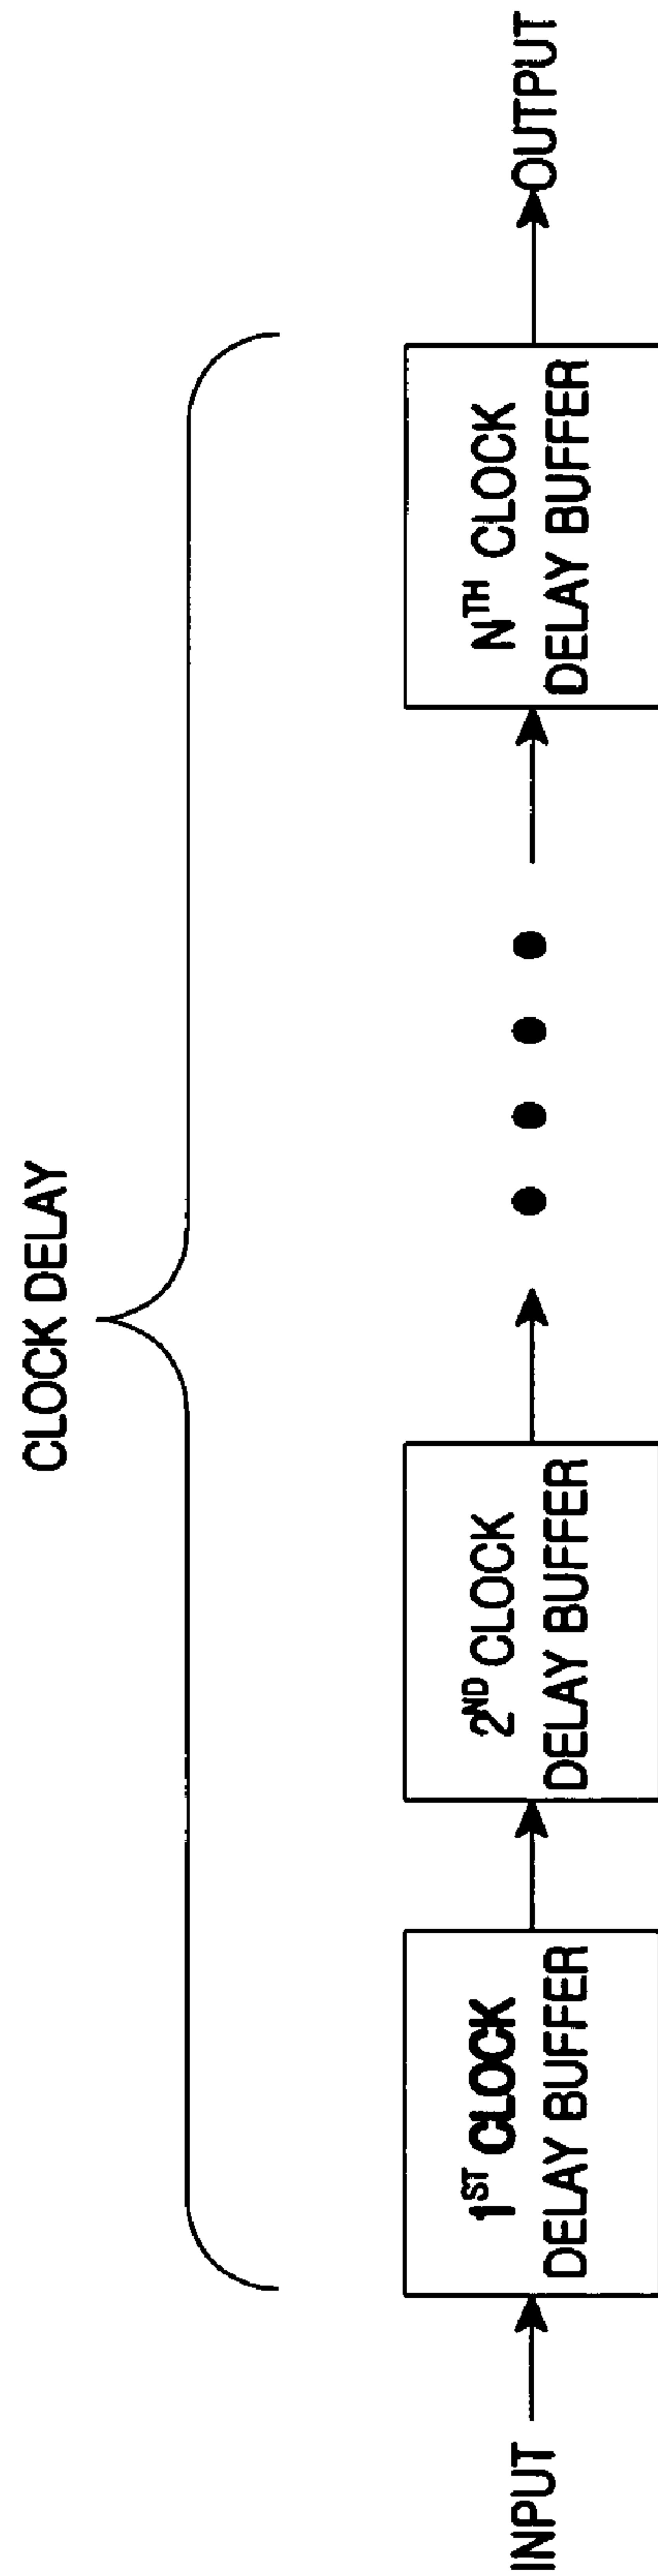 CLOCK DELAY
INPUT
1ST CLOCK
DELAY BUFFER
2ND CLOCK
DELAY BUFFER
NTH CLOCK
DELAY BUFFER
OUTPUT